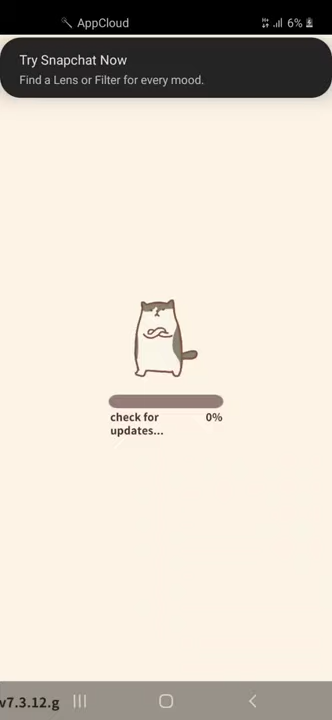 AppCloud
6%
Try Snapchat Now
Find a Lens or Filter for every mood.
check for 0%
updates...
v7.3.12.g